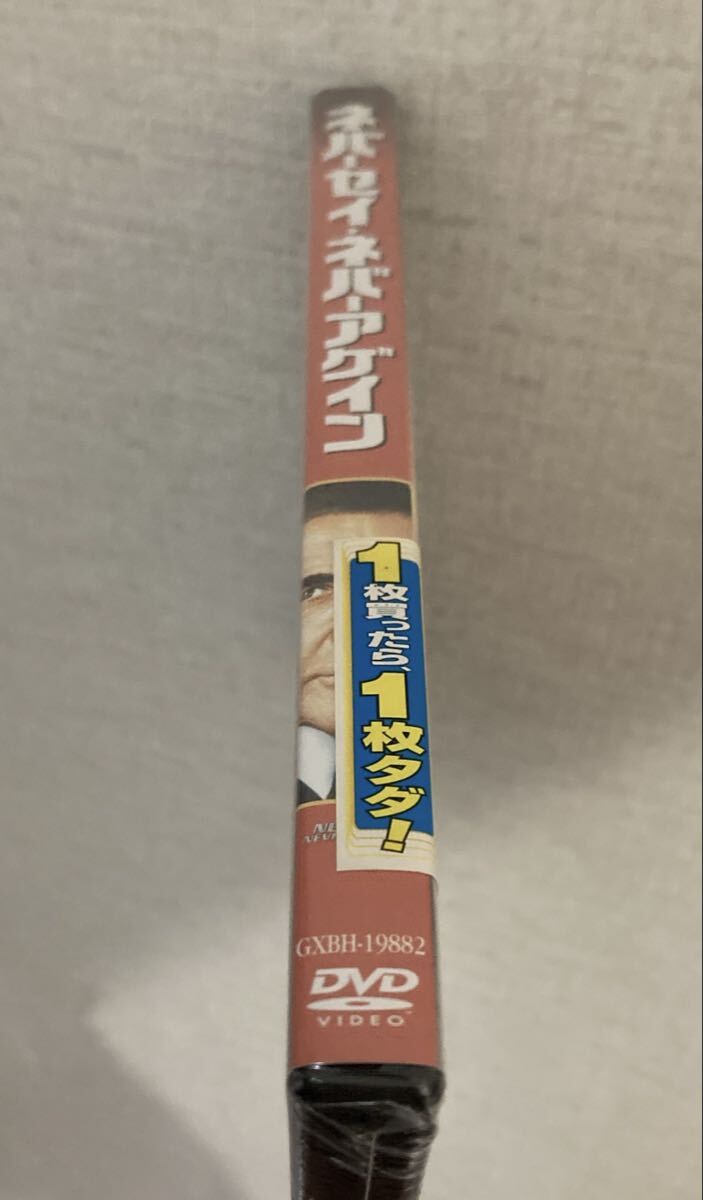 ネバーセイ・ネバーアゲイン
1枚買ったら、1枚タダ！
GXBH-19882
DVD
VIDEO